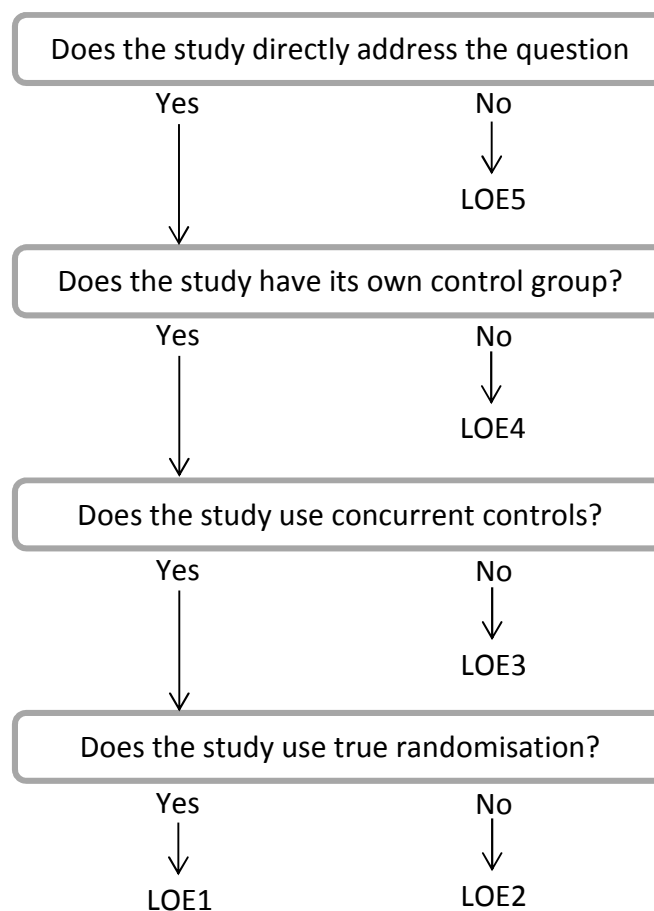 Does the study directly address the question
Yes No
LOE5
Does the study have its own control group?
Yes No
LOE4
Does the study use concurrent controls?
Yes No
LOE3
Does the study use true randomisation?
Yes No
LOE1 LOE2